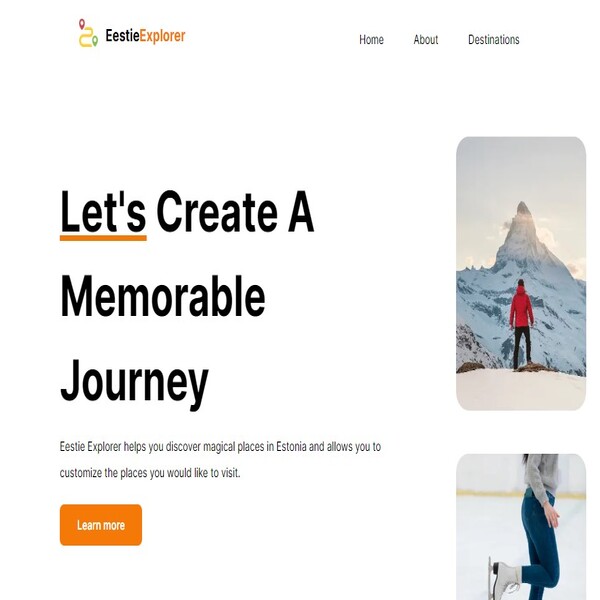 EestieExplorer
Home
About
Destinations
Let's Create A
Memorable
Journey
Eestie Explorer helps you discover magical places in Estonia and allows you to
customize the places you would like to visit.
Learn more